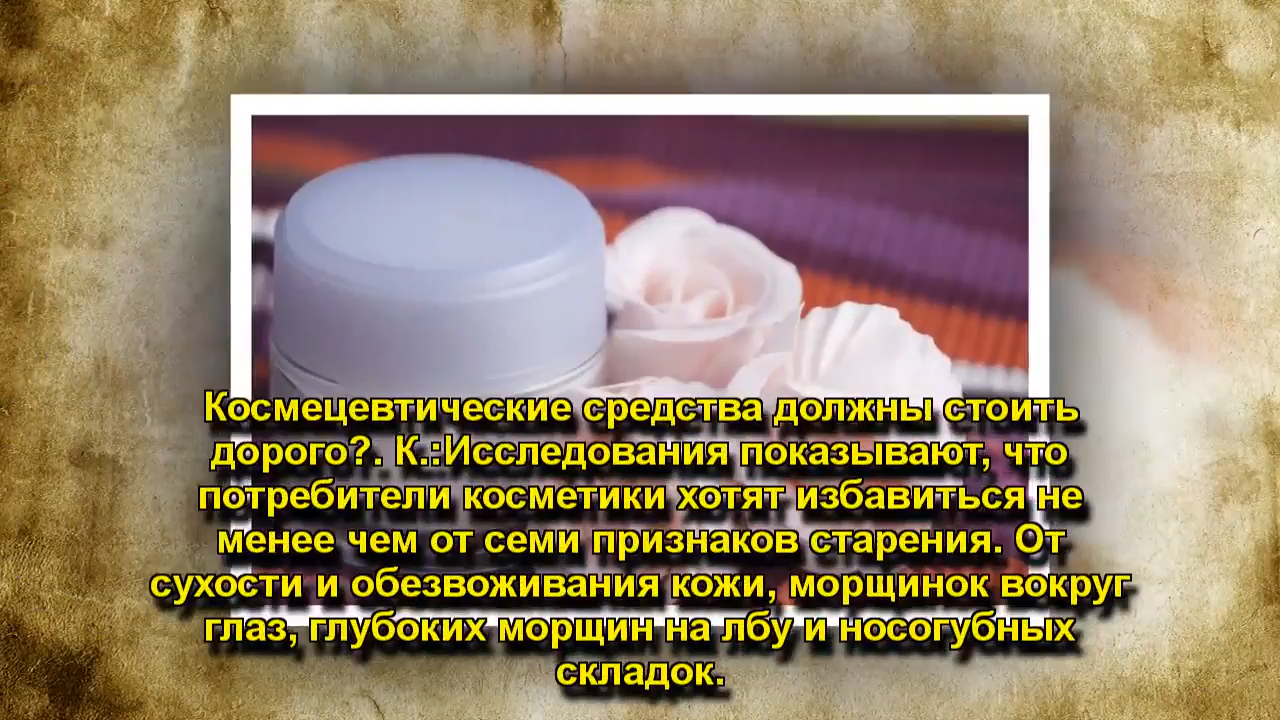 Космецевтические средства должны стоить
дорого?. К.:Исследования показывают, что
потребители косметики хотят избавиться не
менее чем от семи признаков старения. От
сухости и обезвоживания кожи, морщинок вокруг
глаз, глубоких морщин на лбу и носогубных
складок.